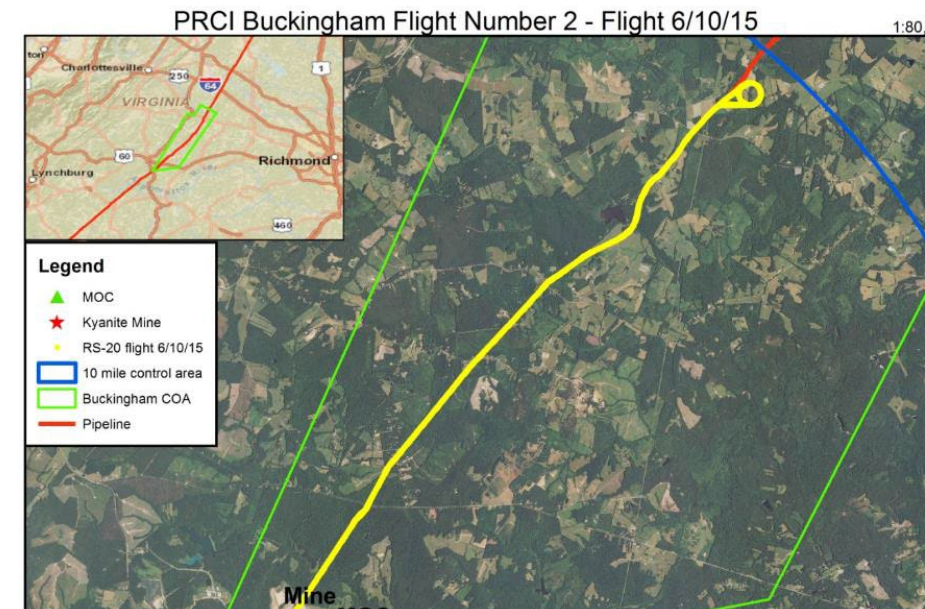 PRCI Buckingham Flight Number 2 - Flight 6/10/15
1:80
ton
Charlottesville
250
64
1
VIRGINIA
60
Richmond
Lynchburg
460
Legend
MOC
Kyanite Mine
RS-20 flight 6/10/15
10 mile control area
Buckingham COA
Pipeline
Mine